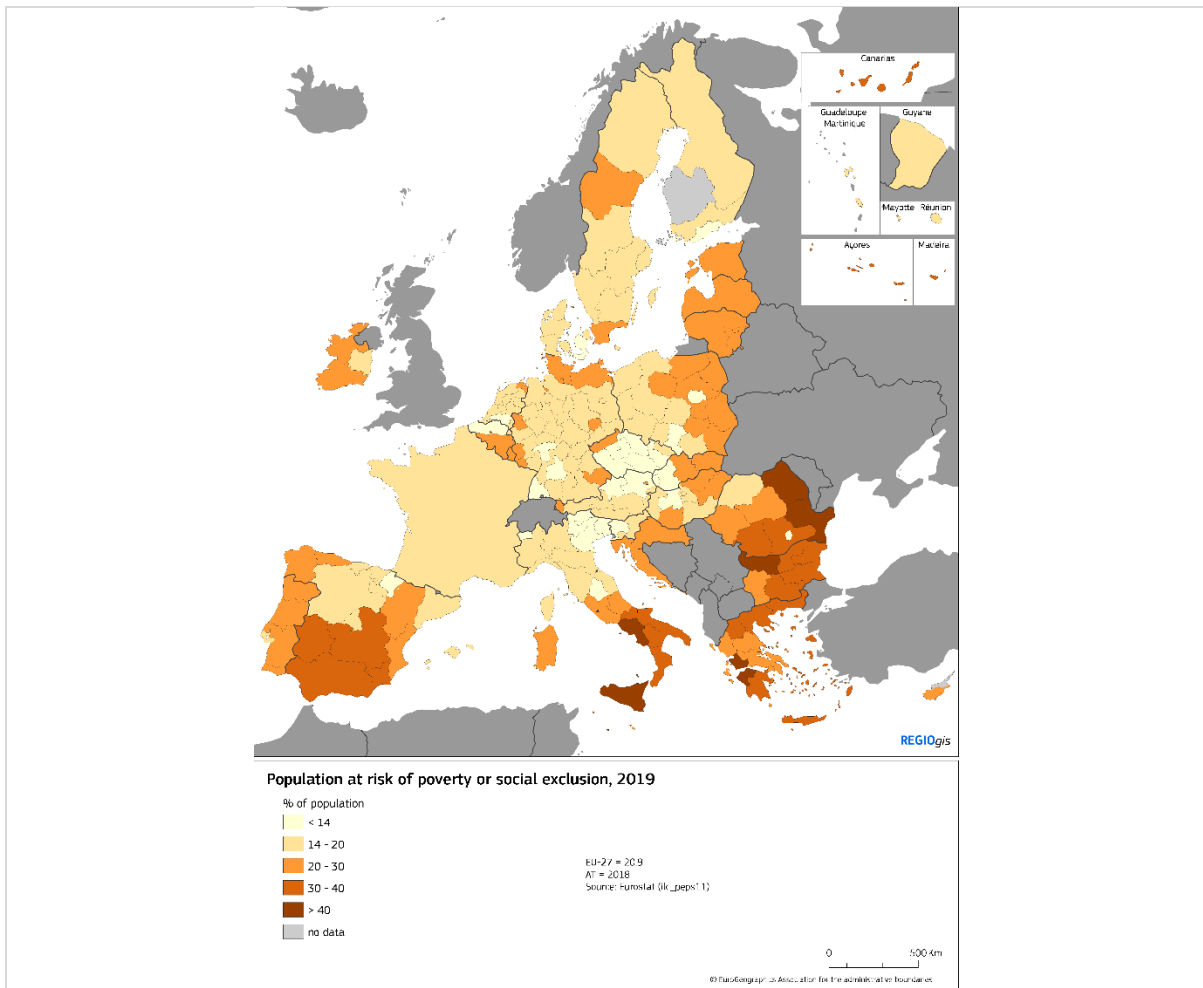 Canarias
Guadeloupe
Martinique
Guyane
Mayotte
Réunion
Açores
Madeira
REGIOgis
Population at risk of poverty or social exclusion, 2019
% of population
< 14
14 - 20
20 - 30
30 - 40
> 40
no data
EU-27 = 20.9
AT = 2018
Source: Eurostat (ilc_peps11)
0 500 Km
© EuroGeographics Association for the administrative boundaries